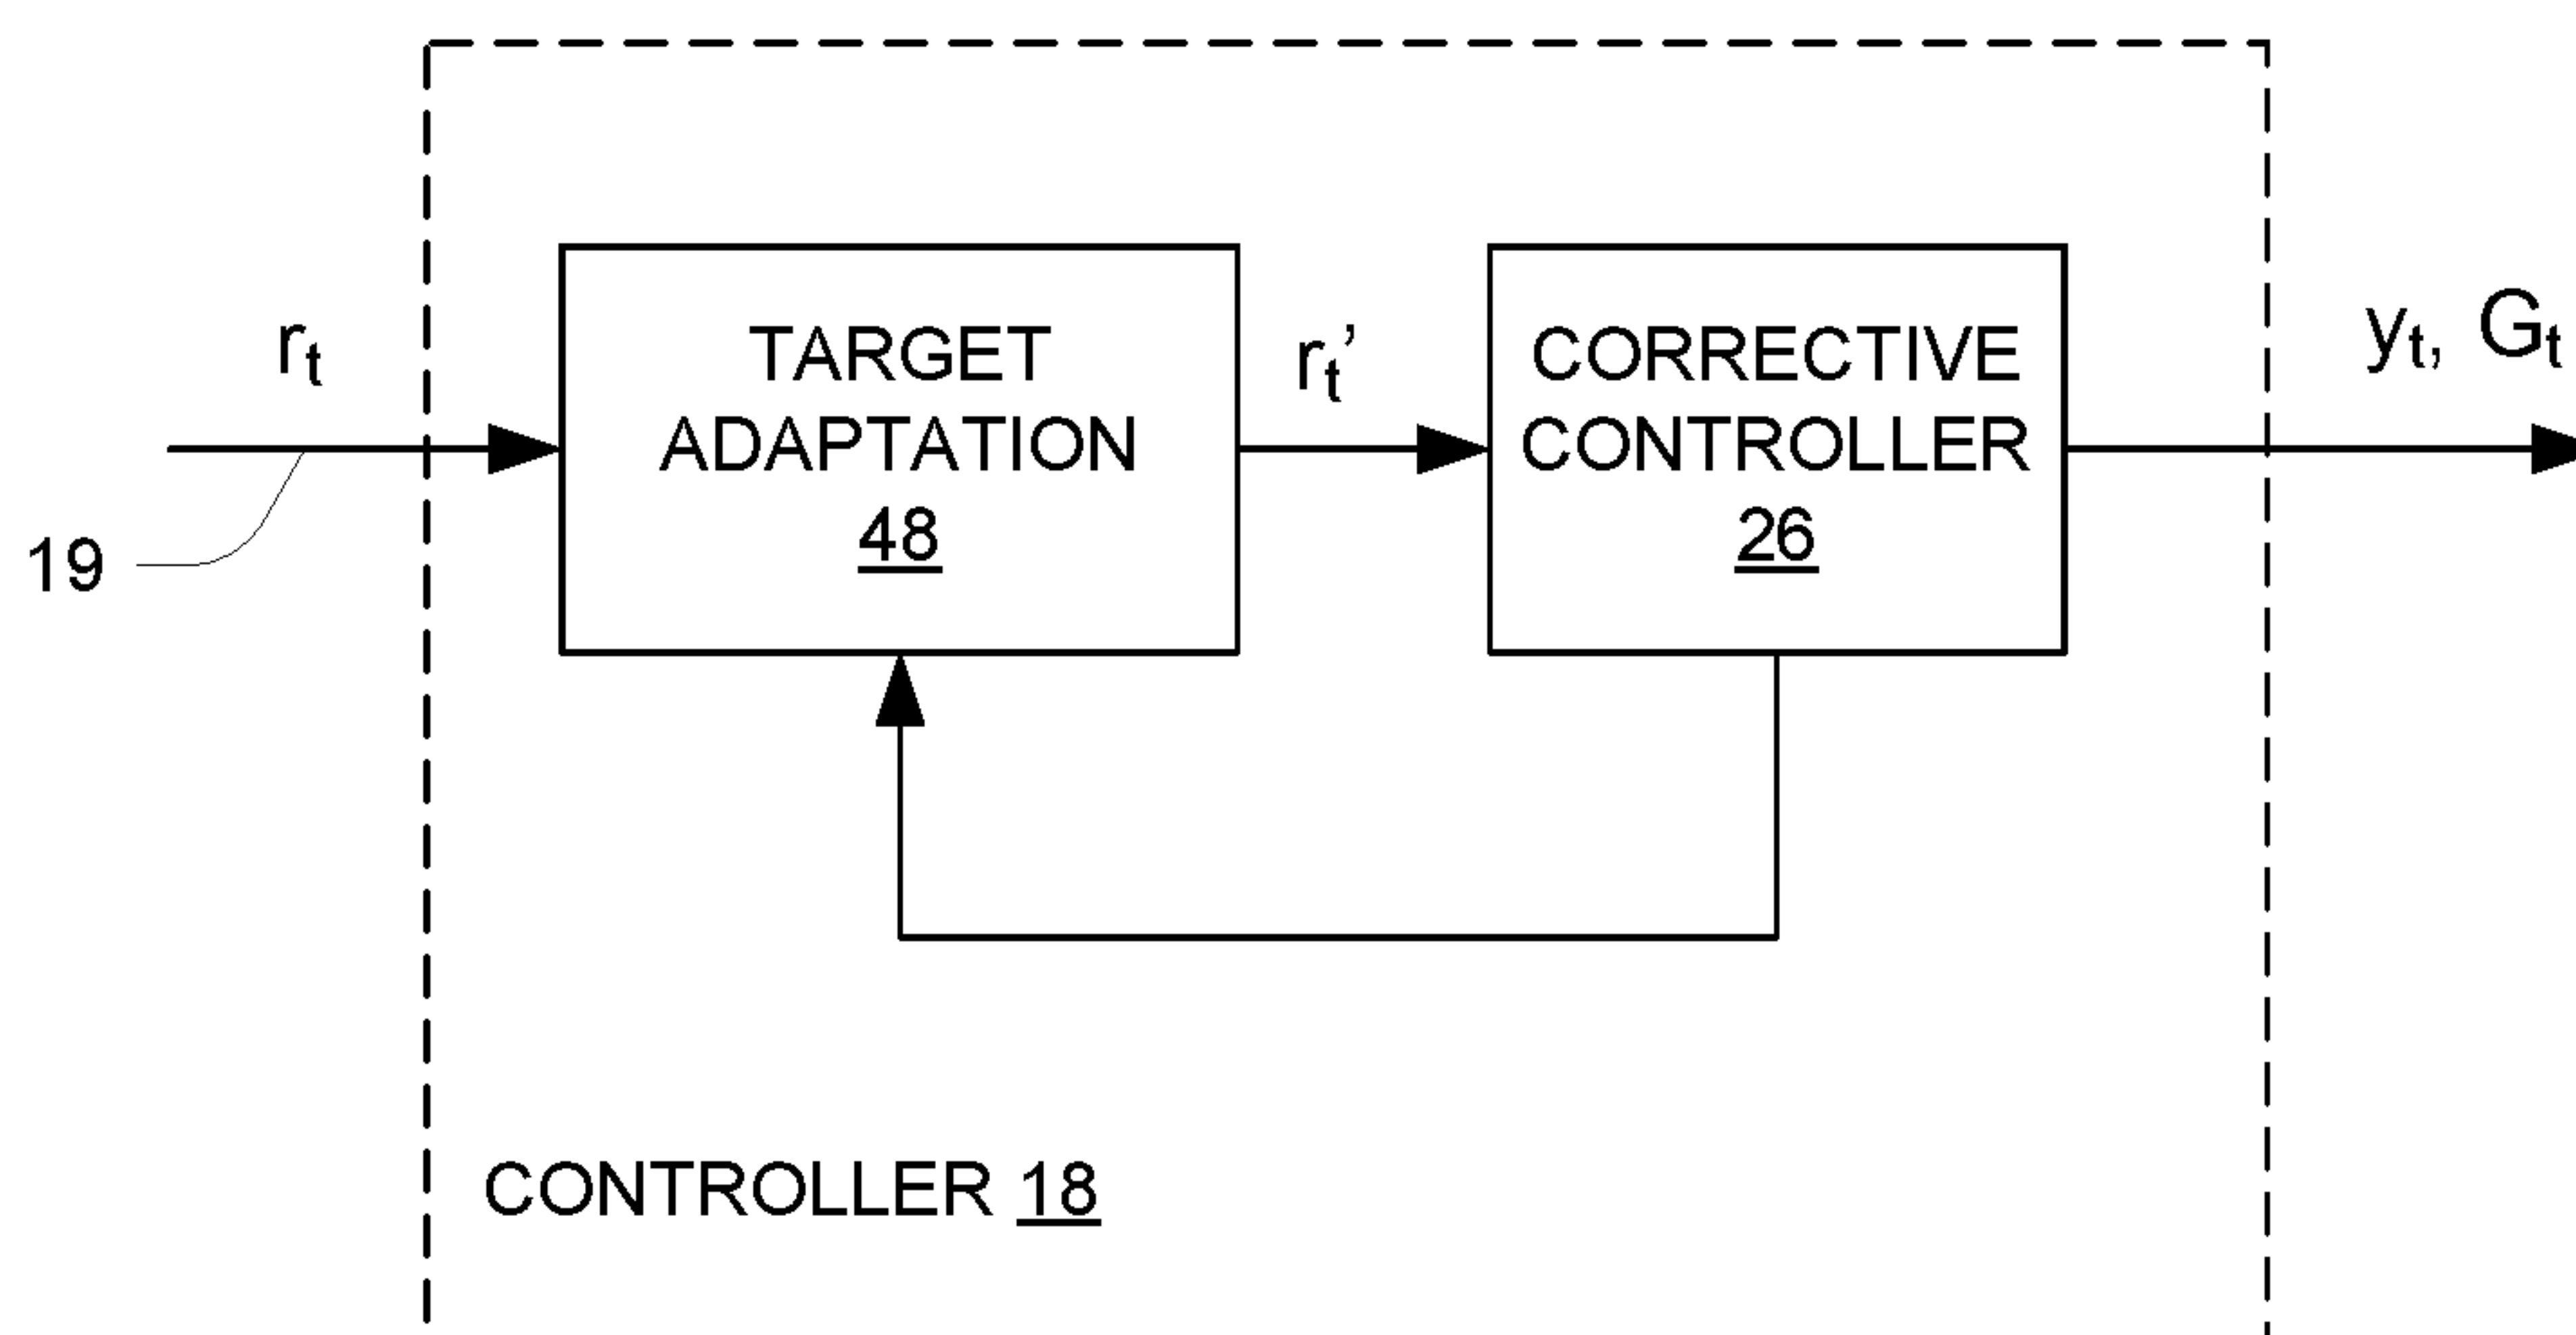 rt
19
TARGET
ADAPTATION
48
rt’
CORRECTIVE
CONTROLLER
26
yt, Gt
CONTROLLER 18